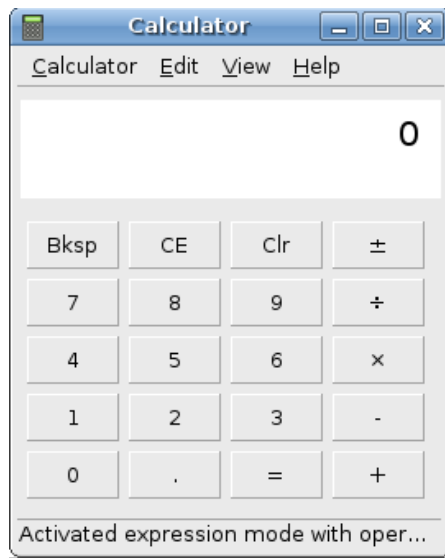 Calculator
Calculator Edit View Help
0
Bksp CE Clr ±
7 8 9 ÷
4 5 6 ×
1 2 3 -
0 . = +
Activated expression mode with oper...